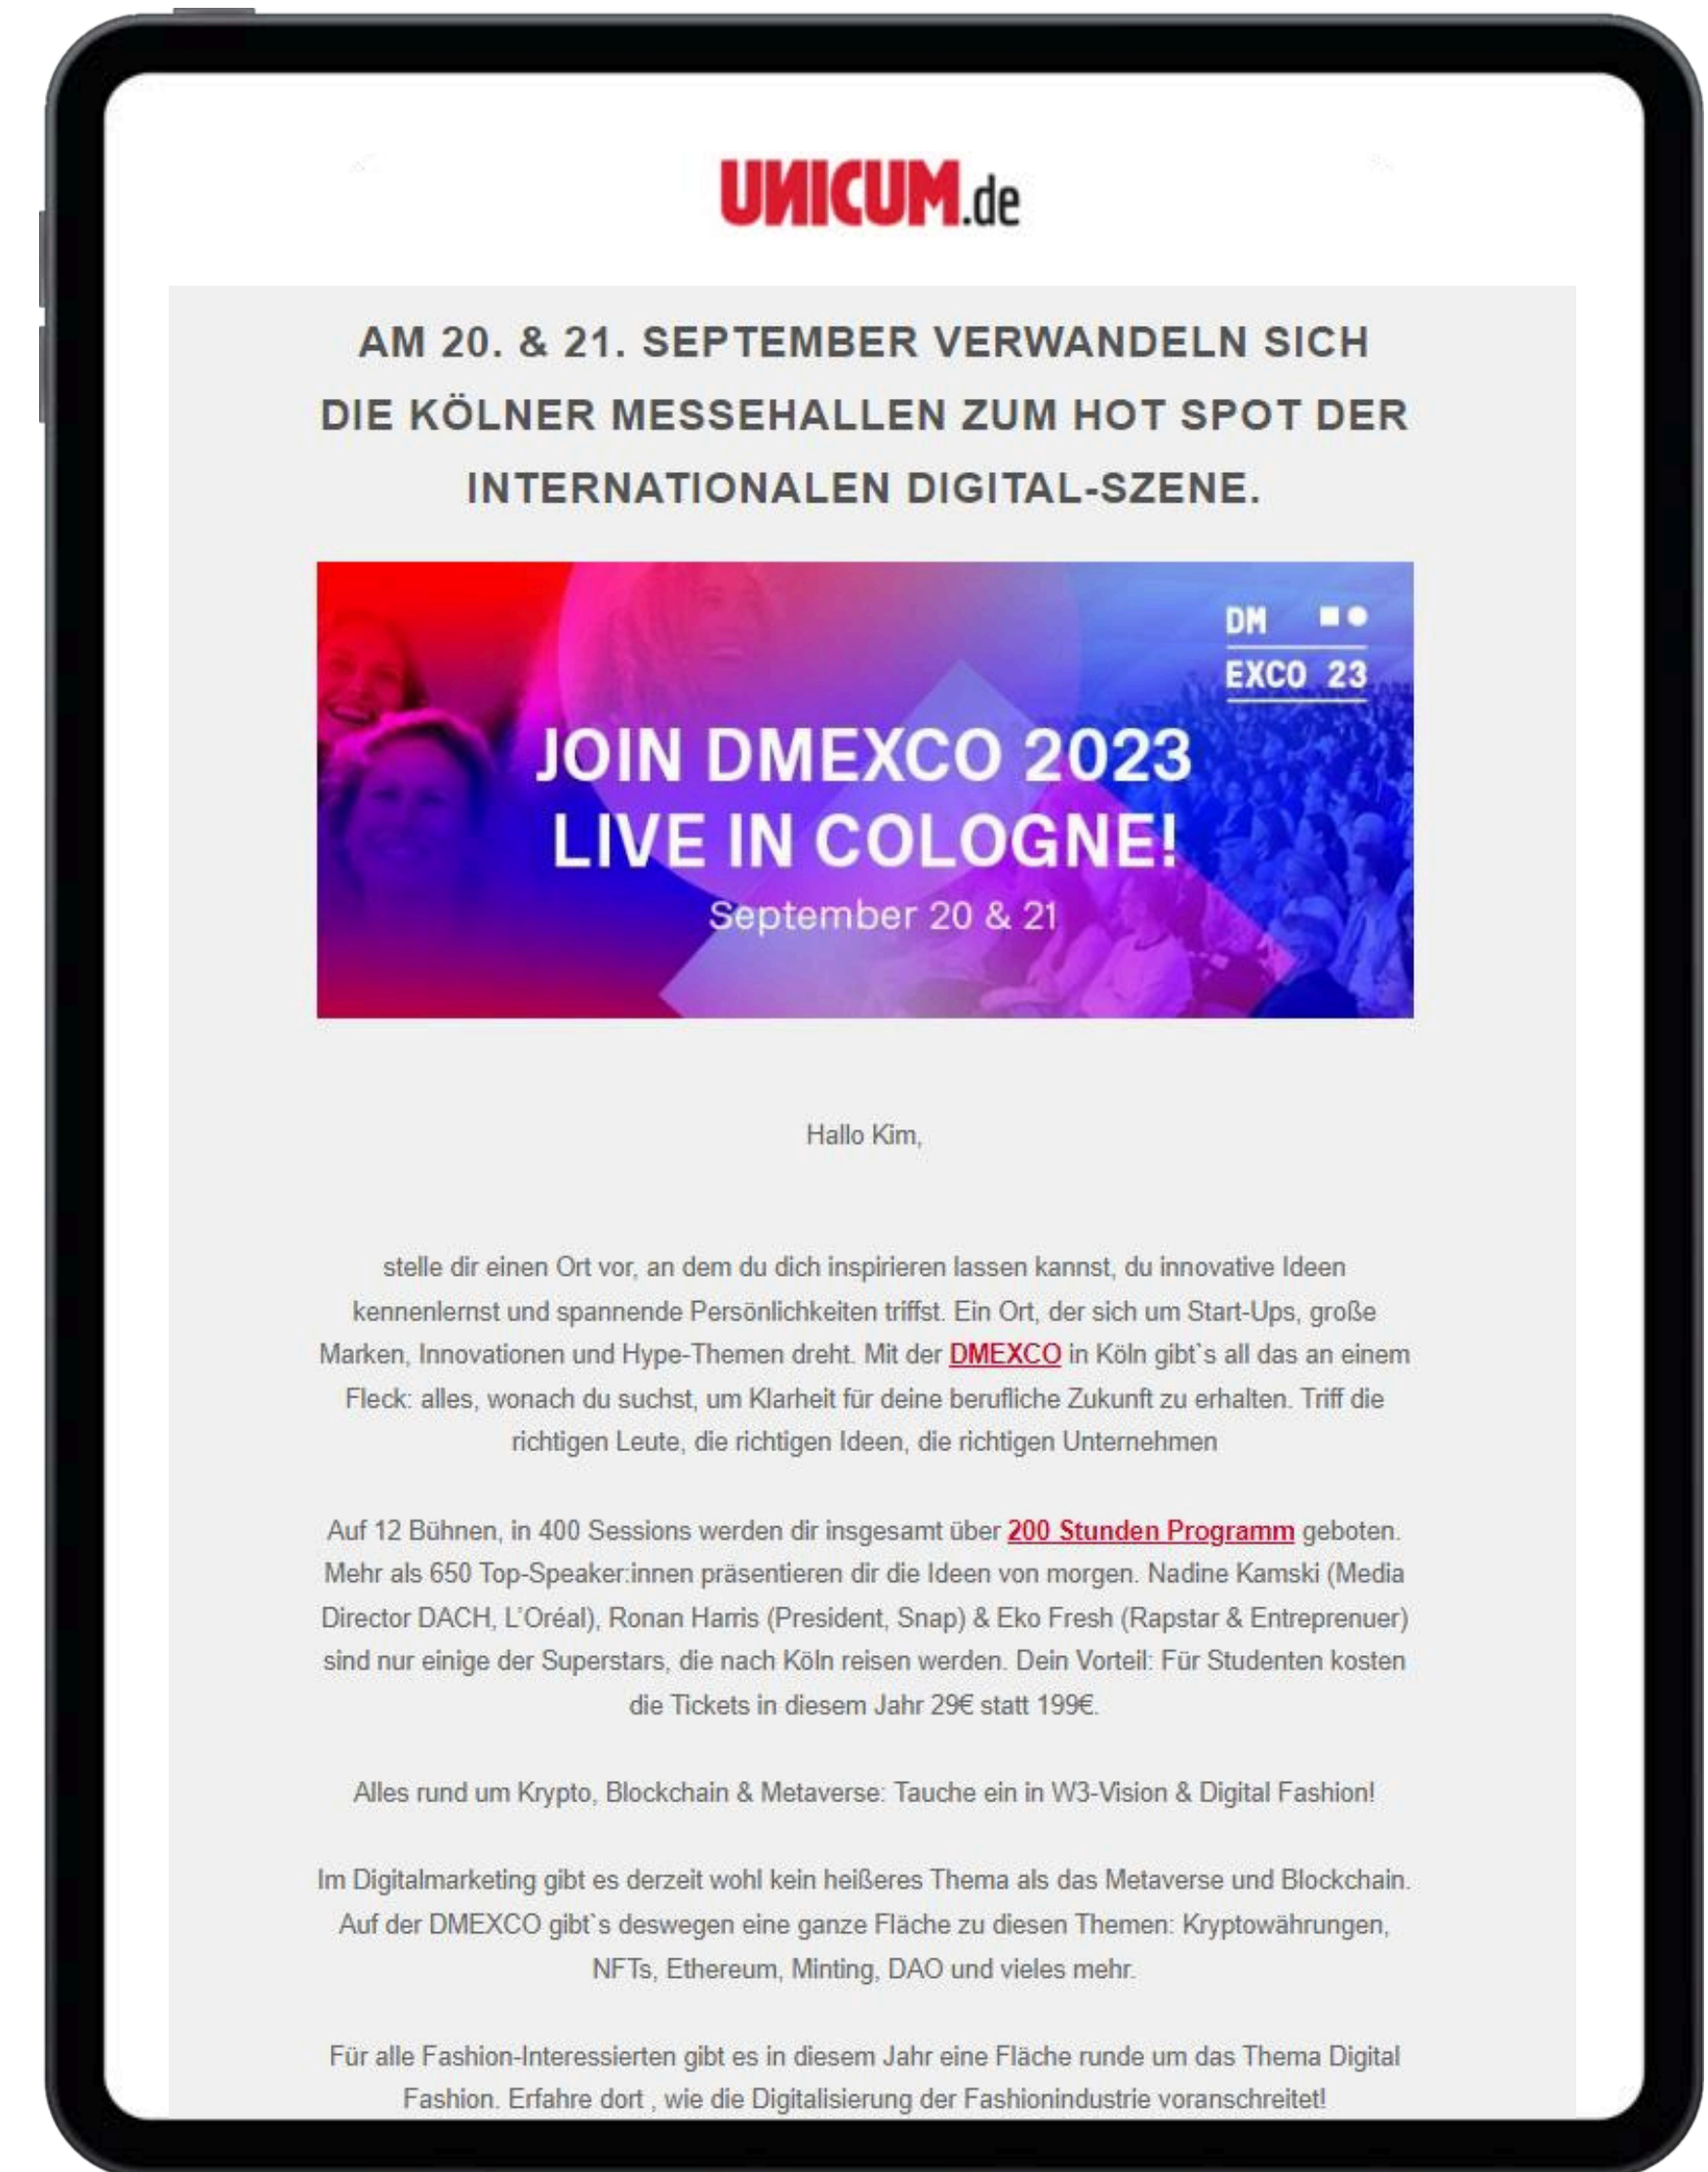 UNICUM.de
AM 20. & 21. SEPTEMBER VERWANDELN SICH
DIE KÖLNER MESSEHALLEN ZUM HOT SPOT DER
INTERNATIONALEN DIGITAL-SZENE.
DM
EXCO 23
JOIN DMEXCO 2023
LIVE IN COLOGNE!
September 20 & 21
Hallo Kim,
stelle dir einen Ort vor, an dem du dich inspirieren lassen kannst, du innovative Ideen
kennenlernst und spannende Persönlichkeiten triffst. Ein Ort, der sich um Start-Ups, große
Marken, Innovationen und Hype-Themen dreht. Mit der DMEXCO in Köln gibt`s all das an einem
Fleck: alles, wonach du suchst, um Klarheit für deine berufliche Zukunft zu erhalten. Triff die
richtigen Leute, die richtigen Ideen, die richtigen Unternehmen
Auf 12 Bühnen, in 400 Sessions werden dir insgesamt über 200 Stunden Programm geboten.
Mehr als 650 Top-Speaker:innen präsentieren dir die Ideen von morgen. Nadine Kamski (Media
Director DACH, L'Oréal), Ronan Harris (President, Snap) & Eko Fresh (Rapstar & Entreprenuer)
sind nur einige der Superstars, die nach Köln reisen werden. Dein Vorteil: Für Studenten kosten
die Tickets in diesem Jahr 29€ statt 199€.
Alles rund um Krypto, Blockchain & Metaverse: Tauche ein in W3-Vision & Digital Fashion!
Im Digitalmarketing gibt es derzeit wohl kein heißeres Thema als das Metaverse und Blockchain.
Auf der DMEXCO gibt`s deswegen eine ganze Fläche zu diesen Themen: Kryptowährungen,
NFTs, Ethereum, Minting, DAO und vieles mehr.
Für alle Fashion-Interessierten gibt es in diesem Jahr eine Fläche runde um das Thema Digital
Fashion. Erfahre dort , wie die Digitalisierung der Fashionindustrie voranschreitet!